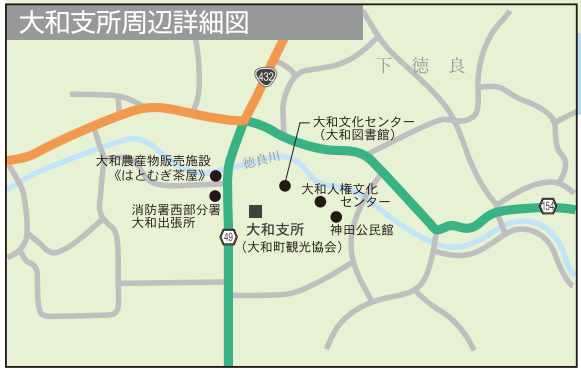 大和支所周辺詳細図
432
下徳良
大和文化センター
(大和図書館)
徳良川
大和農産物販売施設
《はとむぎ茶屋》
大和人権文化
センター
消防署西部分署
大和出張所
154
神田公民館
大和支所
(大和町観光協会)
49